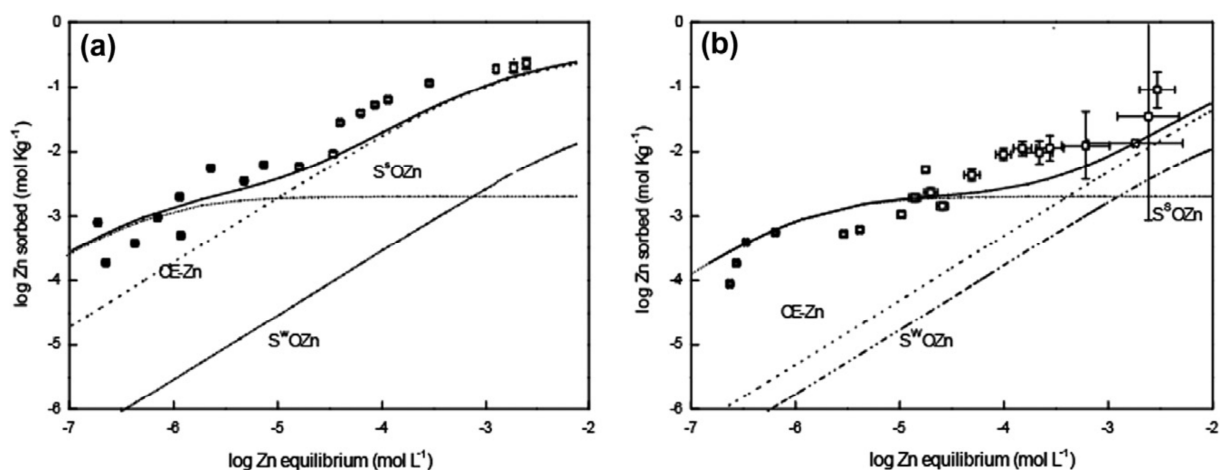 (a)
log Zn sorbed (mol Kg⁻¹)
0
-1
-2
-3
-4
-5
-6
SˢOZn
CE-Zn
SʷOZn
-7 -6 -5 -4 -3 -2 -1
log Zn equilibrium (mol L⁻¹)
(b)
log Zn sorbed (mol Kg⁻¹)
0
-1
-2
-3
-4
-5
-6
SˢOZn
CE-Zn
SᵂOZn
-7 -6 -5 -4 -3 -2
log Zn equilibrium (mol L⁻¹)